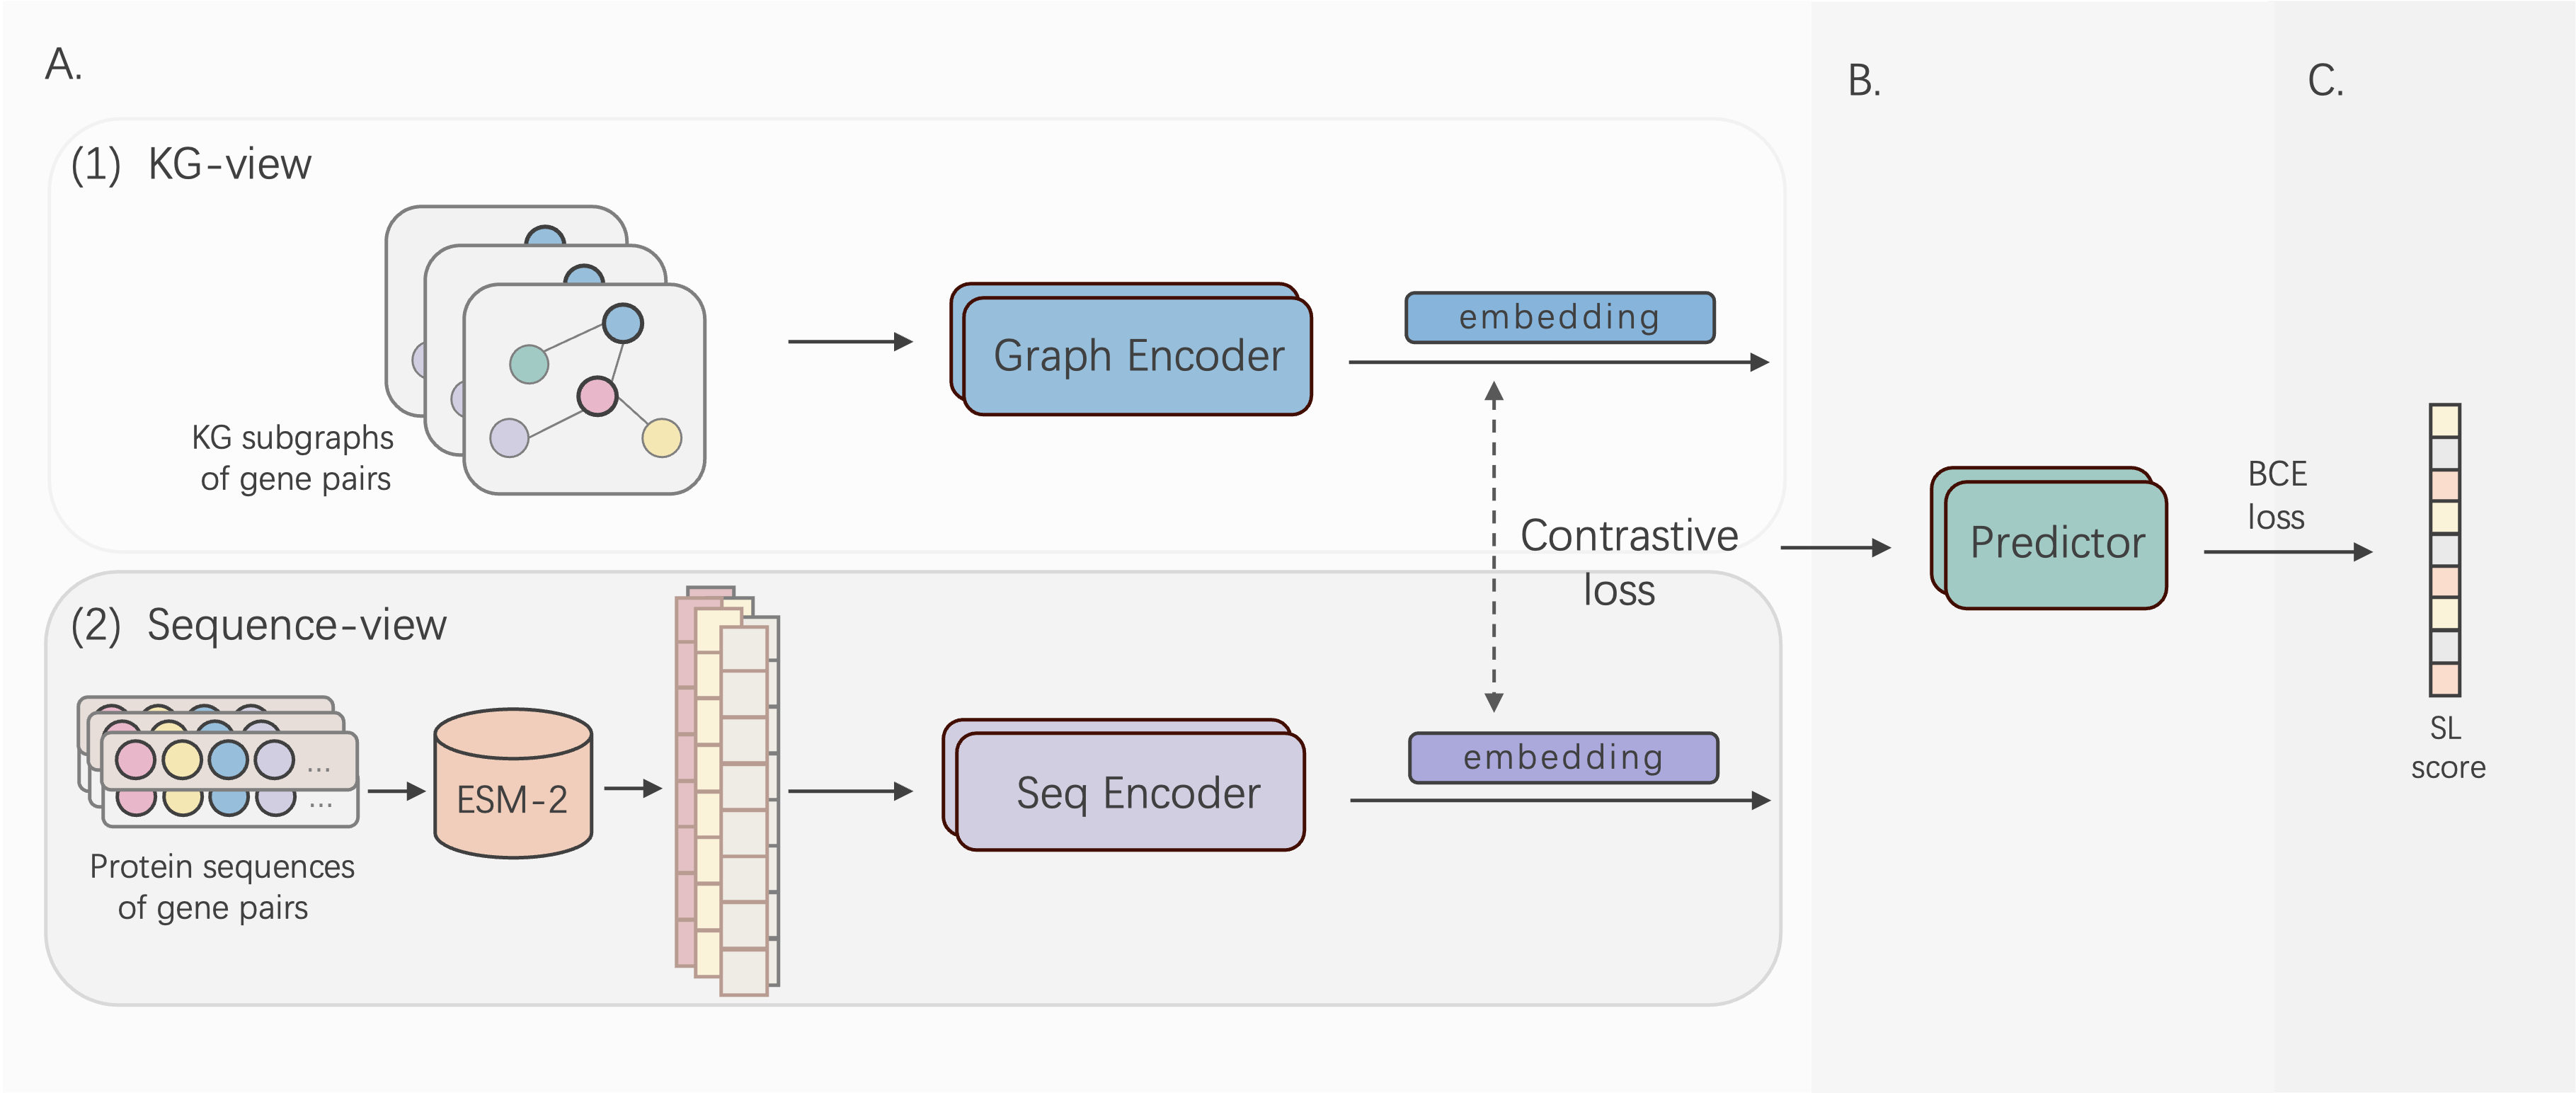 A.
(1) KG-view
KG subgraphs
of gene pairs
Graph Encoder
embedding
Contrastive
loss
(2) Sequence-view
...
...
Protein sequences
of gene pairs
ESM-2
Seq Encoder
embedding
B.
Predictor
BCE
loss
C.
SL
score